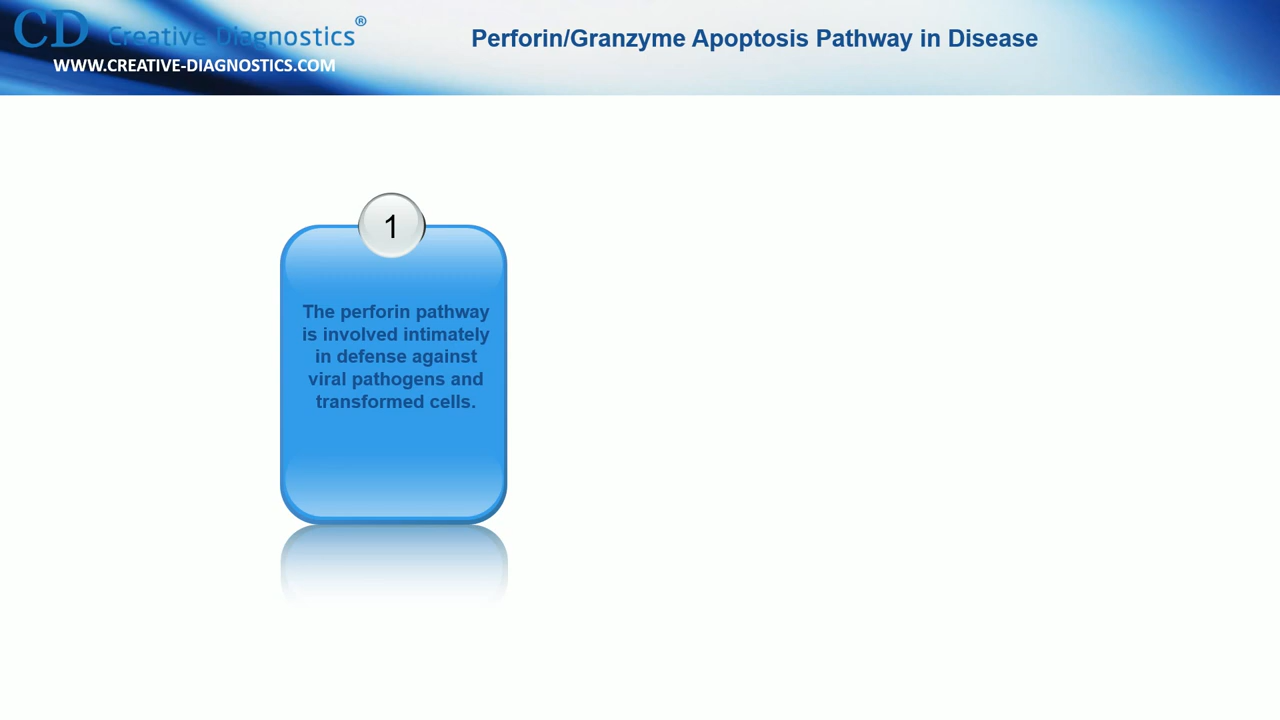 CD Creative Diagnostics®
WWW.CREATIVE-DIAGNOSTICS.COM
Perforin/Granzyme Apoptosis Pathway in Disease
1
The perforin pathway
is involved intimately
in defense against
viral pathogens and
transformed cells.